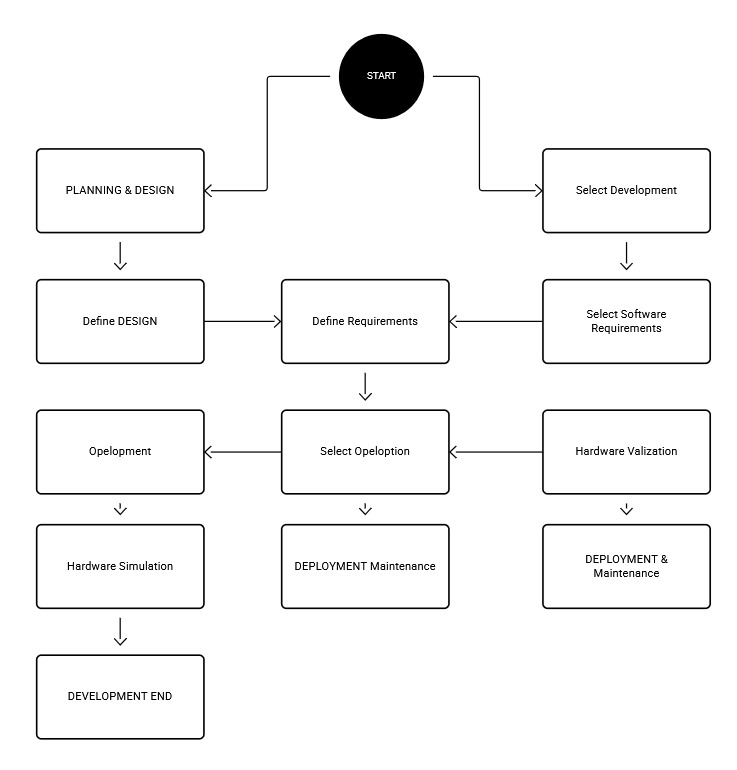 START
PLANNING & DESIGN
Select Development
Define DESIGN
Define Requirements
Select Software
Requirements
Opelopment
Select Opeloption
Hardware Valization
Hardware Simulation
DEPLOYMENT Maintenance
DEPLOYMENT &
Maintenance
DEVELOPMENT END